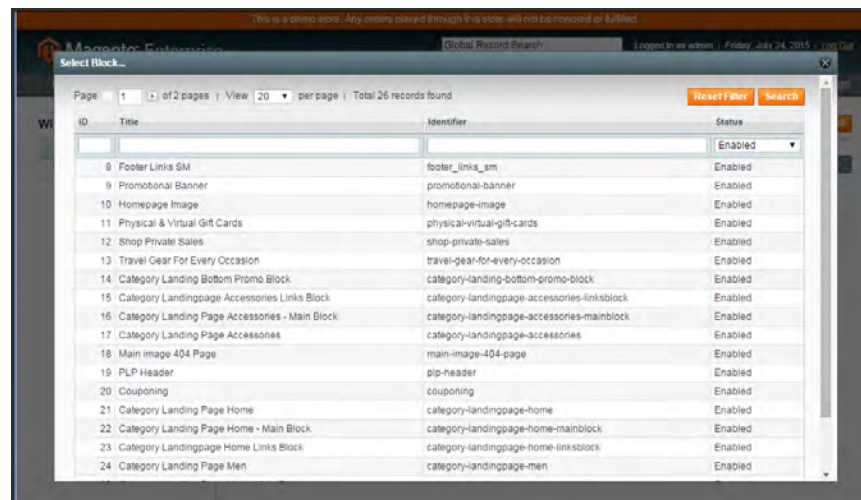 This is a demo store. Any orders placed through this store will not be honored or fulfilled.
Magento Enterprise
Global Record Search
Logged in as admin | Friday, July 24, 2015 | Log Out
Select Block...
Page 1 of 2 pages | View 20 per page | Total 26 records found
Reset Filter Search
ID Title Identifier Status
Enabled
8 Footer Links SM footer_links_sm Enabled
9 Promotional Banner promotional-banner Enabled
10 Homepage Image homepage-image Enabled
11 Physical & Virtual Gift Cards physical-virtual-gift-cards Enabled
12 Shop Private Sales shop-private-sales Enabled
13 Travel Gear For Every Occasion travel-gear-for-every-occasion Enabled
14 Category Landing Bottom Promo Block category-landing-bottom-promo-block Enabled
15 Category Landingpage Accessories Links Block category-landingpage-accessories-linksblock Enabled
16 Category Landing Page Accessories - Main Block category-landingpage-accessories-mainblock Enabled
17 Category Landing Page Accessories category-landingpage-accessories Enabled
18 Main image 404 Page main-image-404-page Enabled
19 PLP Header plp-header Enabled
20 Couponing couponing Enabled
21 Category Landing Page Home category-landingpage-home Enabled
22 Category Landing Page Home - Main Block category-landingpage-home-mainblock Enabled
23 Category Landingpage Home Links Block category-landingpage-home-linksblock Enabled
24 Category Landing Page Men category-landingpage-men Enabled